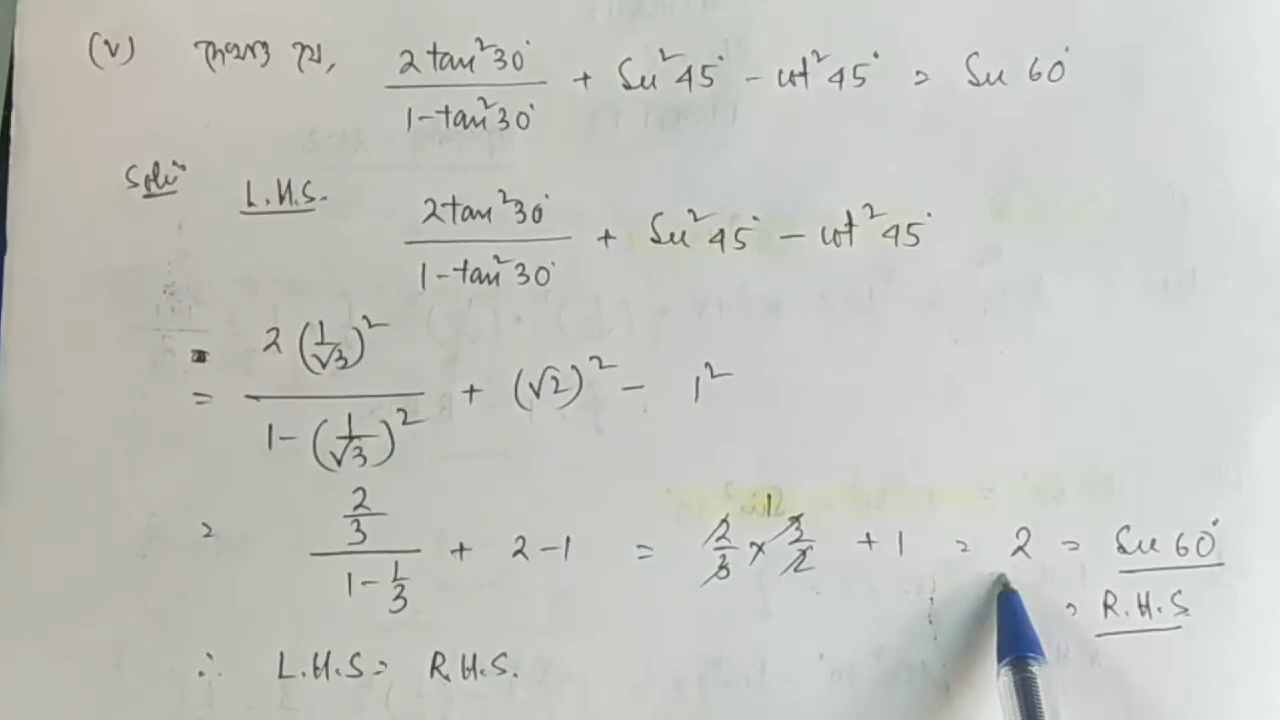 (v) দেখাও যে, 2tan²30° / 1-tan²30° + Sec²45° - cot²45° = Sec 60°
Solⁿ L.H.S. 2tan²30° / 1-tan²30° + Sec²45° - cot²45°
= 2(1/√3)² / 1-(1/√3)² + (√2)² - 1²
= 2/3 / 1-1/3 + 2-1 = 2/3 × 3/2 + 1 = 2 = Sec 60°
= R.H.S
∴ L.H.S = R.H.S.